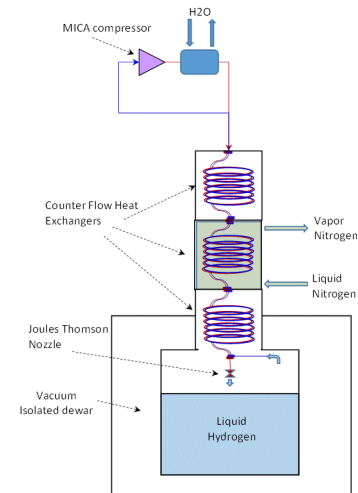 H2O
MICA compressor
Counter Flow Heat
Exchangers
Vapor
Nitrogen
Liquid
Nitrogen
Joules Thomson
Nozzle
Vacuum
Isolated dewar
Liquid
Hydrogen